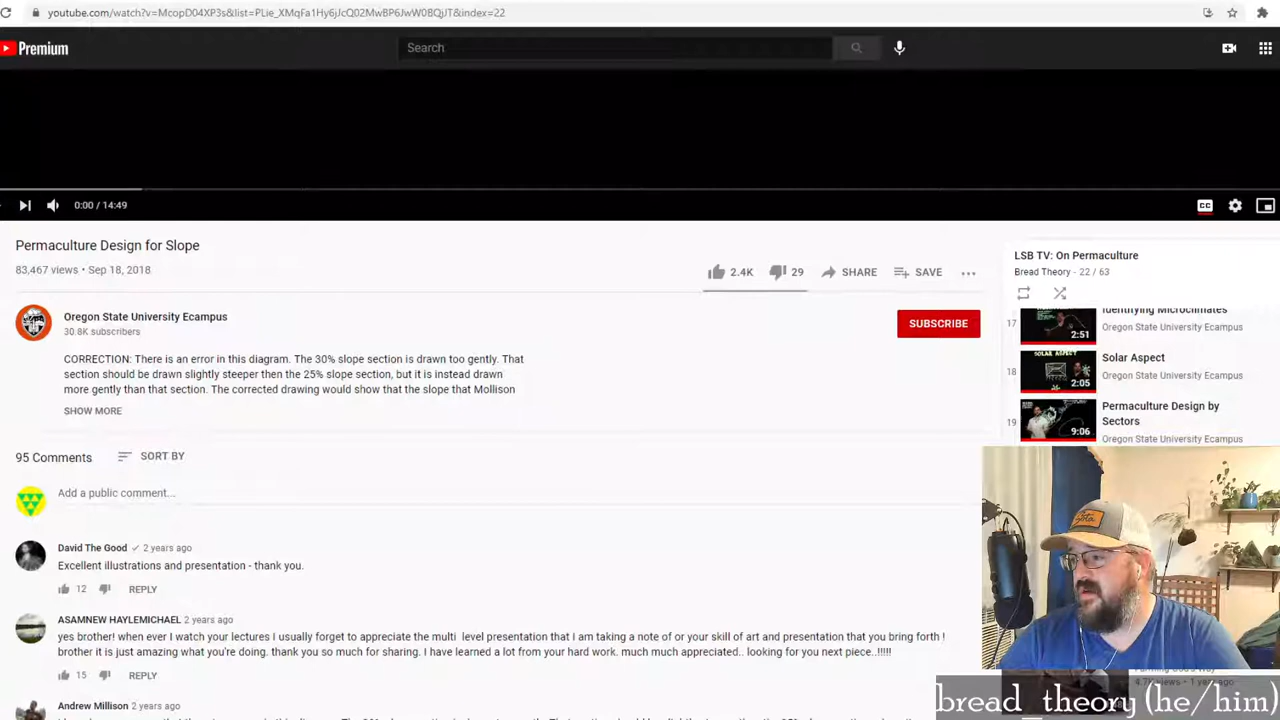 youtube.com/watch?v=McopD04XP3s&list=PLie_XMqFa1Hy6jJcQ02MwBP6JwW08QjJT&index=22
Premium
Search
0:00 / 14:49
CC
Permaculture Design for Slope
83,467 views • Sep 18, 2018
2.4K
29
SHARE
SAVE
LSB TV: On Permaculture
Bread Theory - 22 / 63
Oregon State University Ecampus
30.8K subscribers
SUBSCRIBE
CORRECTION: There is an error in this diagram. The 30% slope section is drawn too gently. That
section should be drawn slightly steeper then the 25% slope section, but it is instead drawn
more gently than that section. The corrected drawing would show that the slope that Mollison
SHOW MORE
17
2:51
Identifying Microclimates
Oregon State University Ecampus
18
SOLAR ASPECT
2:05
Solar Aspect
Oregon State University Ecampus
19
9:06
Permaculture Design by
Sectors
Oregon State University Ecampus
95 Comments
SORT BY
Add a public comment...
David The Good 2 years ago
Excellent illustrations and presentation - thank you.
12
REPLY
ASAMNEW HAYLEMICHAEL 2 years ago
yes brother! when ever I watch your lectures I usually forget to appreciate the multi level presentation that I am taking a note of or your skill of art and presentation that you bring forth !
brother it is just amazing what you're doing. thank you so much for sharing. I have learned a lot from your hard work. much much appreciated.. looking for you next piece..!!!!!
15
REPLY
Andrew Millison 2 years ago
4.7K views • 1 year ago
bread_theory (he/him)